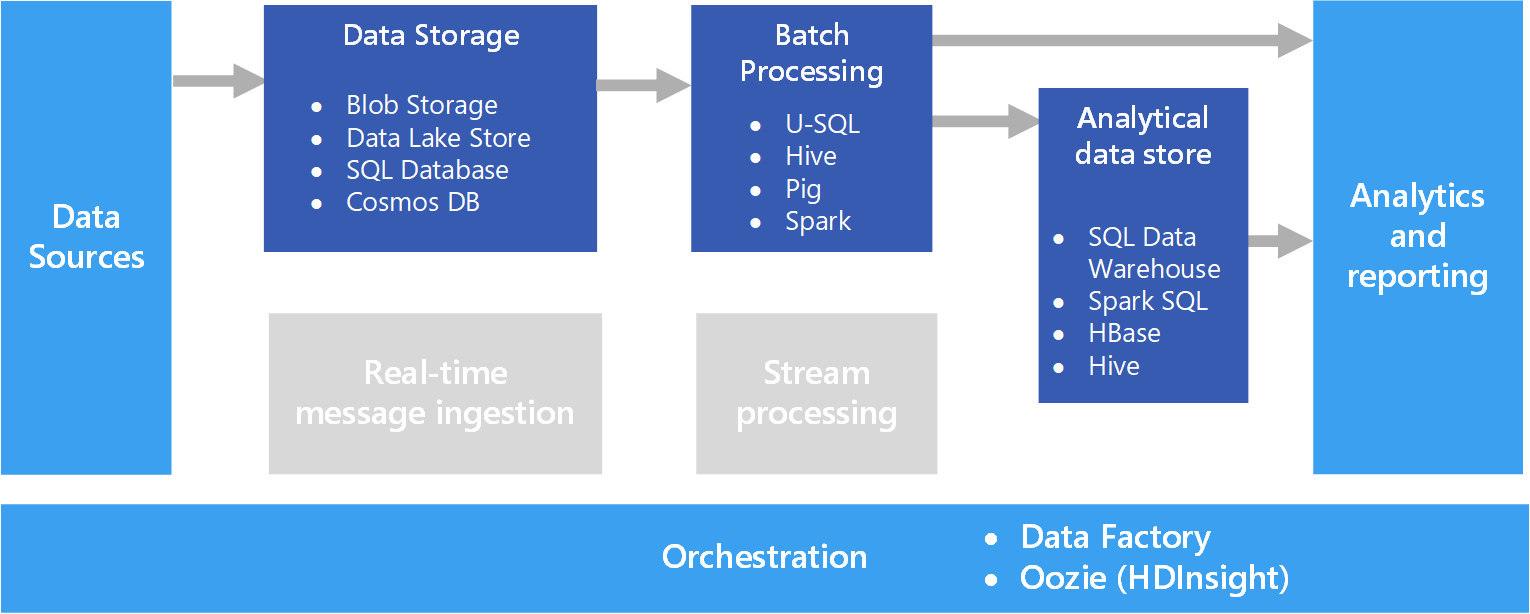 Data
Sources
Data Storage
● Blob Storage
● Data Lake Store
● SQL Database
● Cosmos DB
Batch
Processing
● U-SQL
● Hive
● Pig
● Spark
Analytical
data store
● SQL Data
Warehouse
● Spark SQL
● HBase
● Hive
Analytics
and
reporting
Real-time
message ingestion
Stream
processing
Orchestration
● Data Factory
● Oozie (HDInsight)